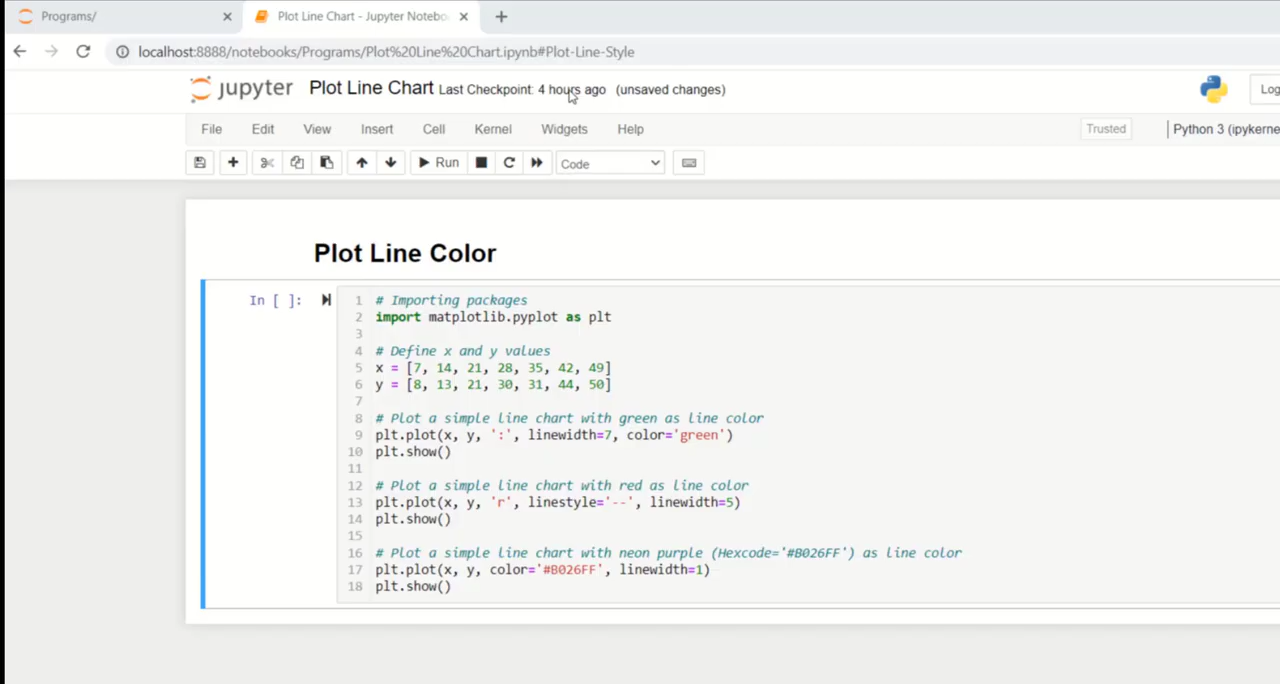 Programs/
Plot Line Chart - Jupyter Notebo
localhost:8888/notebooks/Programs/Plot%20Line%20Chart.ipynb#Plot-Line-Style
jupyter Plot Line Chart Last Checkpoint: 4 hours ago (unsaved changes)
Log
File Edit View Insert Cell Kernel Widgets Help
Trusted
Python 3 (ipykerne
Run
Code
Plot Line Color
In [ ]:
1 # Importing packages
2 import matplotlib.pyplot as plt
3
4 # Define x and y values
5 x = [7, 14, 21, 28, 35, 42, 49]
6 y = [8, 13, 21, 30, 31, 44, 50]
7
8 # Plot a simple line chart with green as line color
9 plt.plot(x, y, ':', linewidth=7, color='green')
10 plt.show()
11
12 # Plot a simple line chart with red as line color
13 plt.plot(x, y, 'r', linestyle='--', linewidth=5)
14 plt.show()
15
16 # Plot a simple line chart with neon purple (Hexcode='#B026FF') as line color
17 plt.plot(x, y, color='#B026FF', linewidth=1)
18 plt.show()